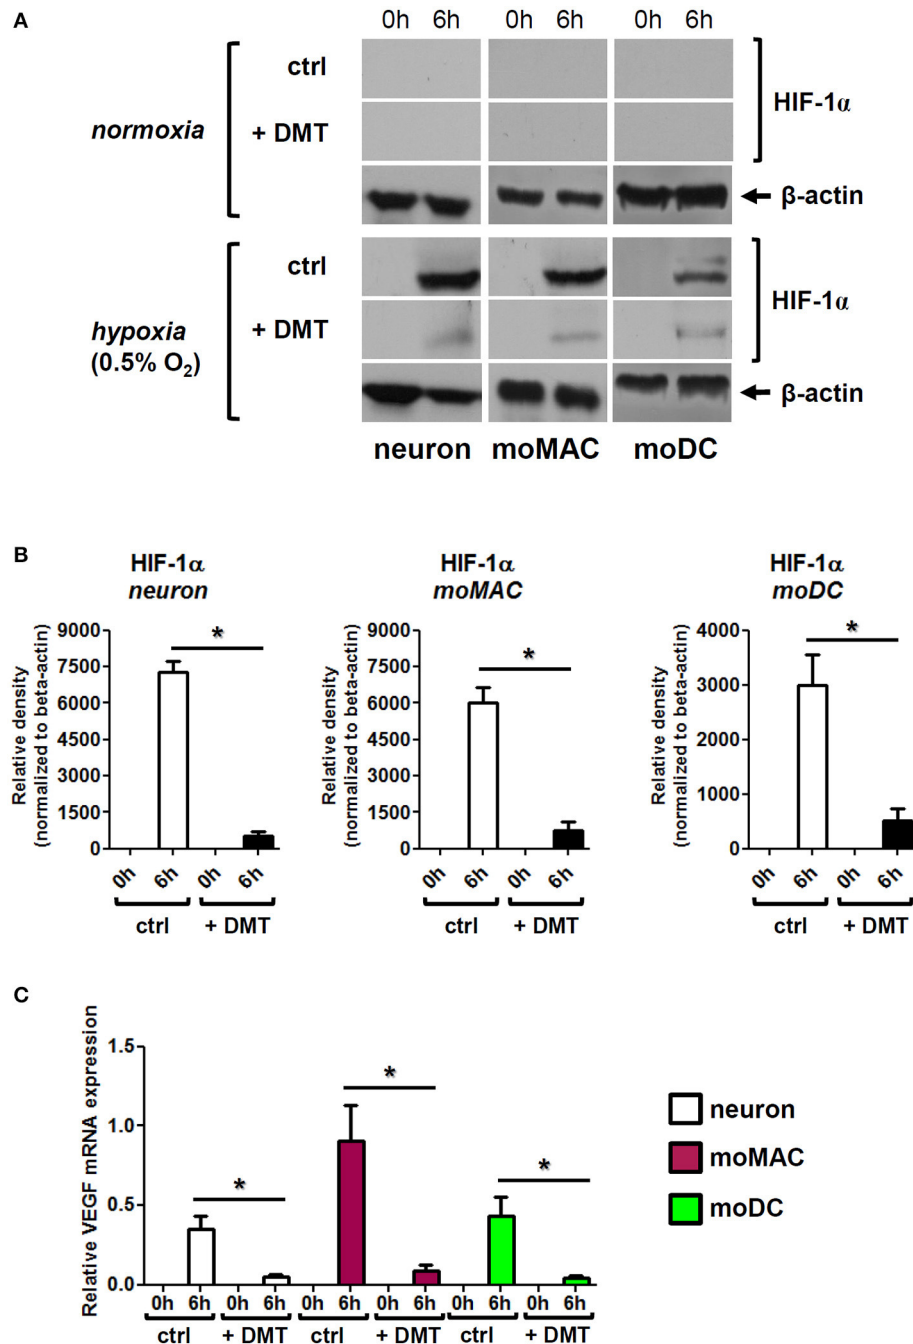 A
0h 6h 0h 6h 0h 6h
ctrl
HIF-1α
normoxia
+ DMT
β-actin
ctrl
HIF-1α
hypoxia
(0.5% O₂)
+ DMT
β-actin
neuron moMAC moDC
B
HIF-1α
neuron
Relative density
(normalized to beta-actin)
9000
7500
6000
4500
3000
1500
0
*
0h 6h 0h 6h
ctrl + DMT
HIF-1α
moMAC
Relative density
(normalized to beta-actin)
9000
7500
6000
4500
3000
1500
0
*
0h 6h 0h 6h
ctrl + DMT
HIF-1α
moDC
Relative density
(normalized to beta-actin)
4000
3000
2000
1000
0
*
0h 6h 0h 6h
ctrl + DMT
C
Relative VEGF mRNA expression
1.5
1.0
0.5
0.0
*
*
*
0h 6h 0h 6h 0h 6h 0h 6h 0h 6h 0h 6h
ctrl + DMT ctrl + DMT ctrl + DMT
neuron
moMAC
moDC